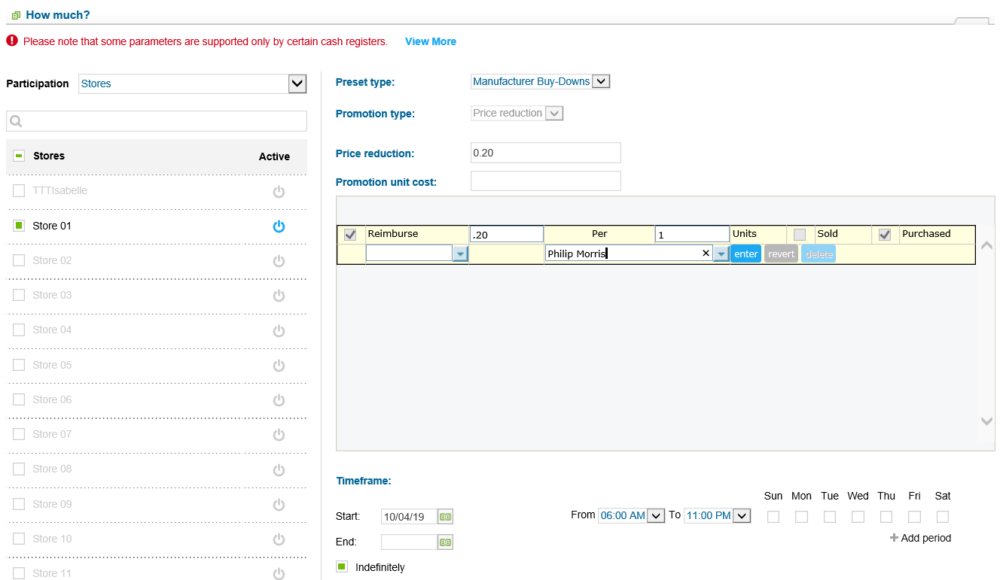 How much?
Please note that some parameters are supported only by certain cash registers. View More
Participation Stores
Stores Active
TTTIsabelle
Store 01
Store 02
Store 03
Store 04
Store 05
Store 06
Store 07
Store 08
Store 09
Store 10
Store 11
Preset type: Manufacturer Buy-Downs
Promotion type: Price reduction
Price reduction: 0.20
Promotion unit cost:
Reimburse .20 Per 1 Units Sold Purchased
Philip Morris enter revert delete
Timeframe:
Sun Mon Tue Wed Thu Fri Sat
Start: 10/04/19 From 06:00 AM To 11:00 PM
End:
+ Add period
Indefinitely